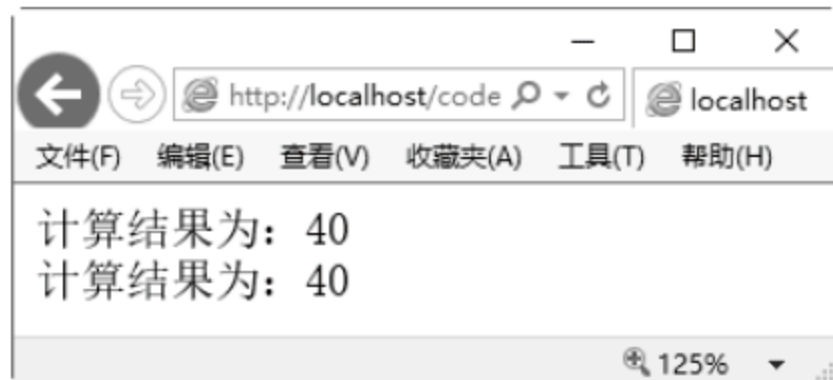 http://localhost/code
localhost
文件(F) 编辑(E) 查看(V) 收藏夹(A) 工具(T) 帮助(H)
计算结果为：40
计算结果为：40
125%